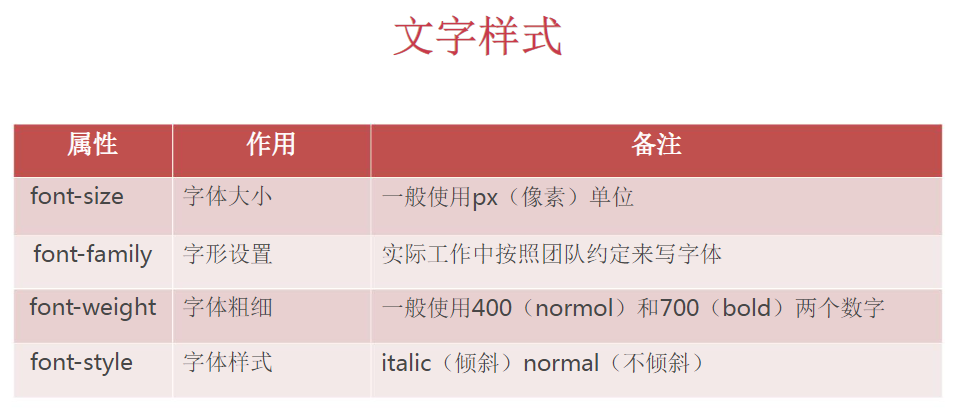 文字样式
属性 作用 备注
font-size 字体大小 一般使用px（像素）单位
font-family 字形设置 实际工作中按照团队约定来写字体
font-weight 字体粗细 一般使用400（normol）和700（bold）两个数字
font-style 字体样式 italic（倾斜）normal（不倾斜）